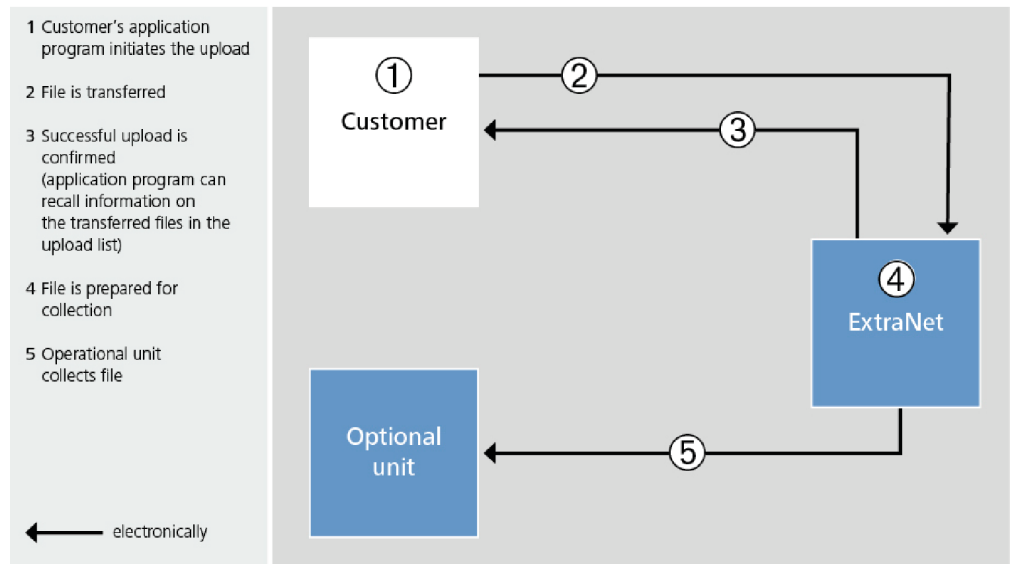 1 Customer's application
program initiates the upload
2 File is transferred
3 Successful upload is
confirmed
(application program can
recall information on
the transferred files in the
upload list)
4 File is prepared for
collection
5 Operational unit
collects file
electronically
1
Customer
2
3
4
ExtraNet
Optional
unit
5